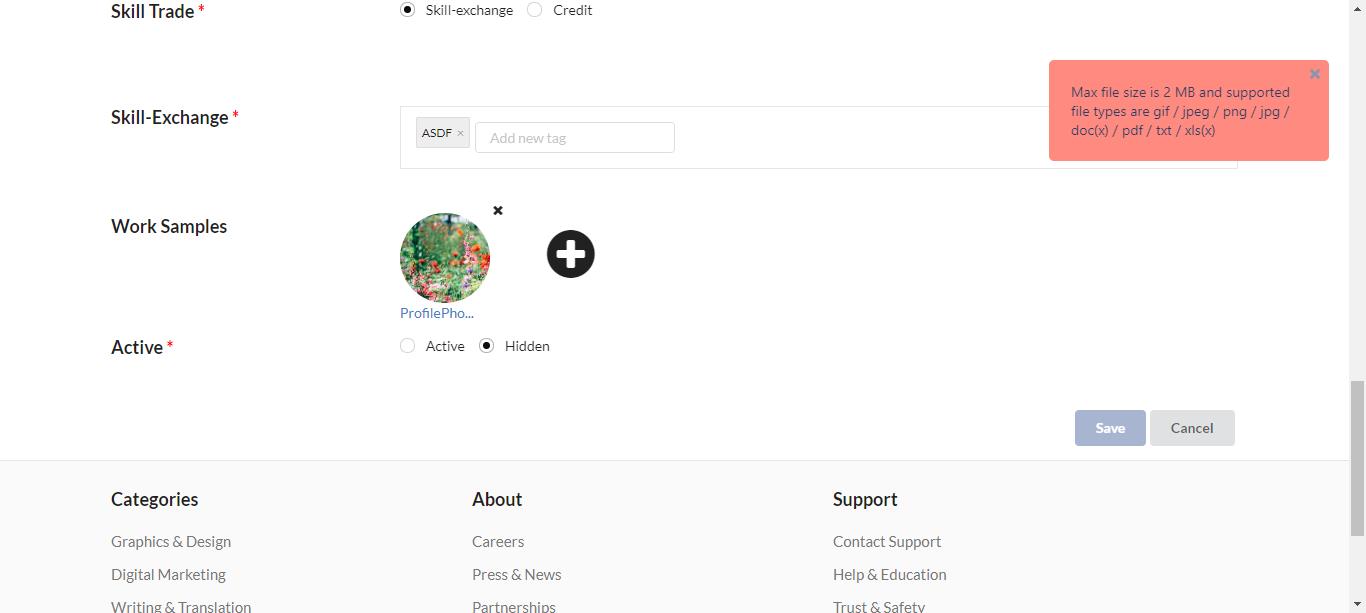 Skill Trade *
Skill-exchange
Credit
Max file size is 2 MB and supported
file types are gif / jpeg / png / jpg /
doc(x) / pdf / txt / xls(x)
Skill-Exchange *
ASDF ×
Add new tag
Work Samples
ProfilePho...
Active *
Active
Hidden
Save
Cancel
Categories
Graphics & Design
Digital Marketing
Writing & Translation
About
Careers
Press & News
Partnerships
Support
Contact Support
Help & Education
Trust & Safety